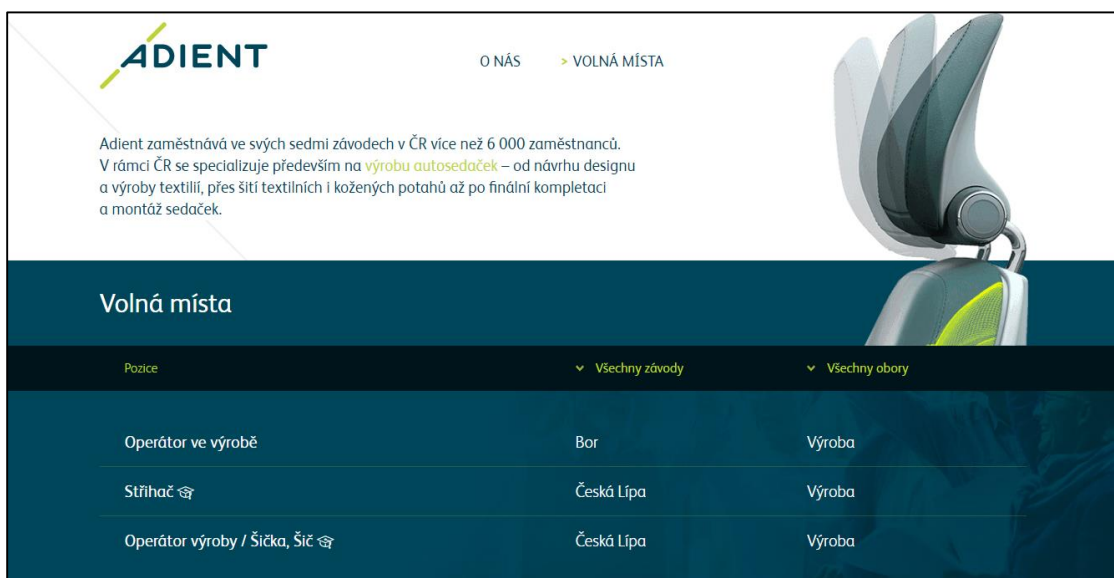 ADIENT
O NÁS > VOLNÁ MÍSTA
Adient zaměstnává ve svých sedmi závodech v ČR více než 6 000 zaměstnanců.
V rámci ČR se specializuje především na výrobu autosedaček – od návrhu designu
a výroby textilií, přes šití textilních i kožených potahů až po finální kompletaci
a montáž sedaček.
Volná místa
Pozice Všechny závody Všechny obory
Operátor ve výrobě Bor Výroba
Střihač Česká Lípa Výroba
Operátor výroby / Šička, Šič Česká Lípa Výroba